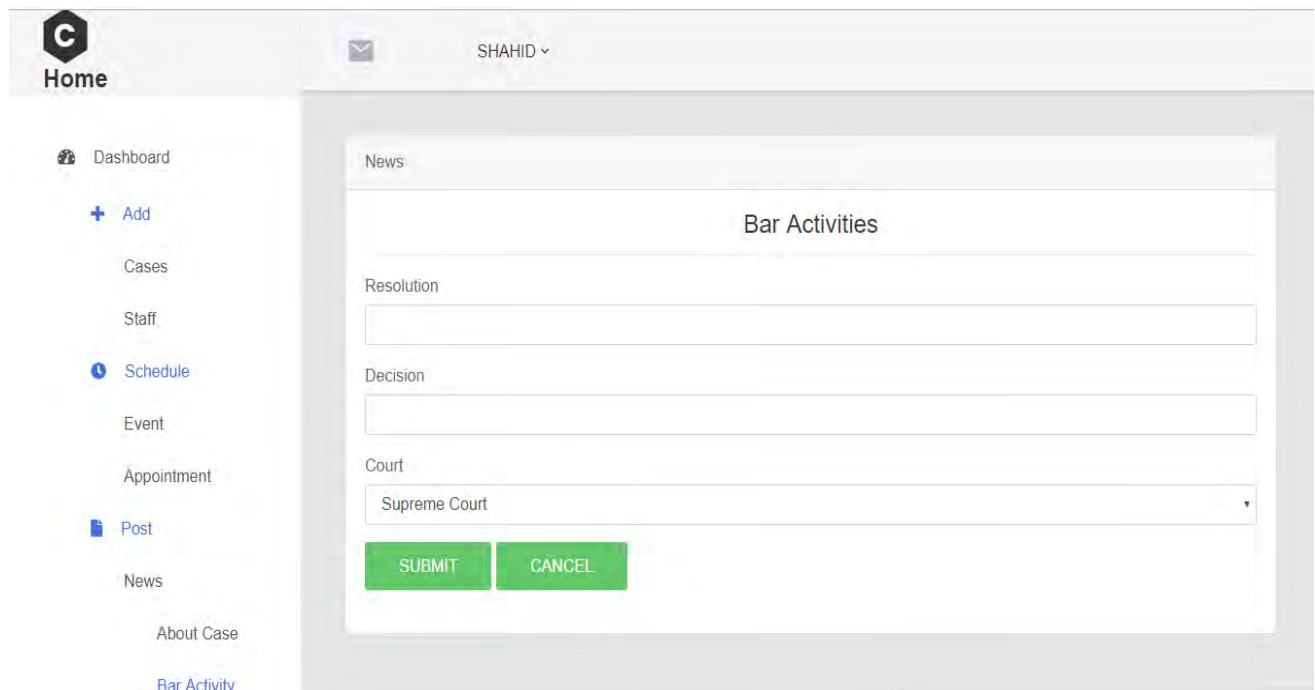 C
Home
SHAHID
Dashboard
Add
Cases
Staff
Schedule
Event
Appointment
Post
News
About Case
Bar Activity
News
Bar Activities
Resolution
Decision
Court
Supreme Court
SUBMIT CANCEL